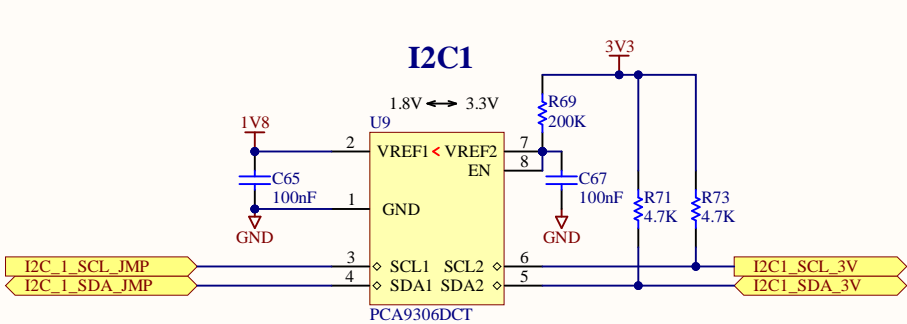 I2C1
3V3
1.8V 3.3V
R69
200K
1V8
U9
2 VREF1 < VREF2 7
EN 8
C65
100nF
C67
100nF
R71
4.7K
R73
4.7K
1 GND
GND
GND
I2C_1_SCL_JMP 3 SCL1 SCL2 6 I2C1_SCL_3V
I2C_1_SDA_JMP 4 SDA1 SDA2 5 I2C1_SDA_3V
PCA9306DCT